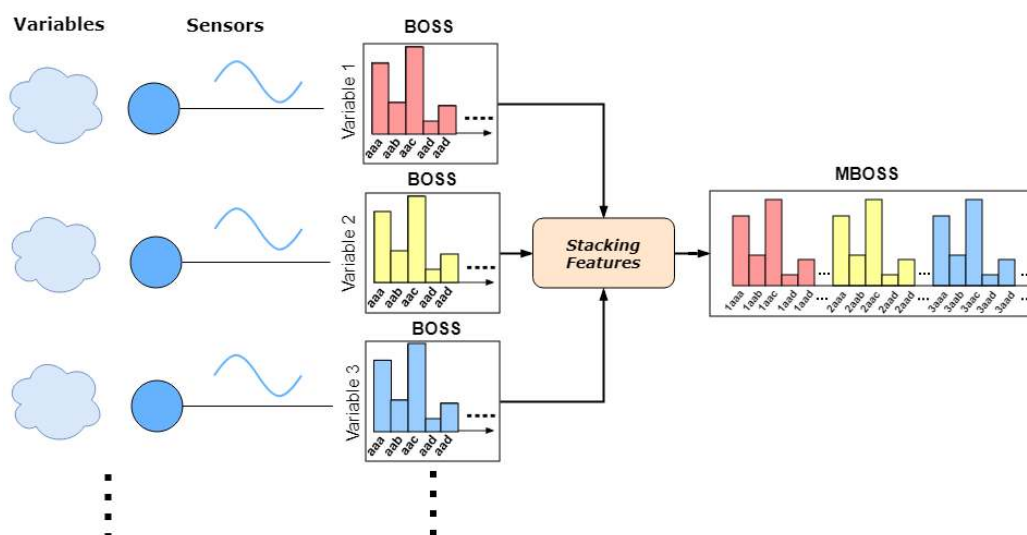 Variables
Sensors
BOSS
Variable 1
aaa aab aac aad aad
BOSS
Variable 2
aaa aab aac aad aad
BOSS
Variable 3
aaa aab aac aad aad
Stacking
Features
MBOSS
1aaa 1aab 1aac 1aad 1aad ... 2aaa 2aab 2aac 2aad 2aad ... 3aaa 3aab 3aac 3aad 3aad ...